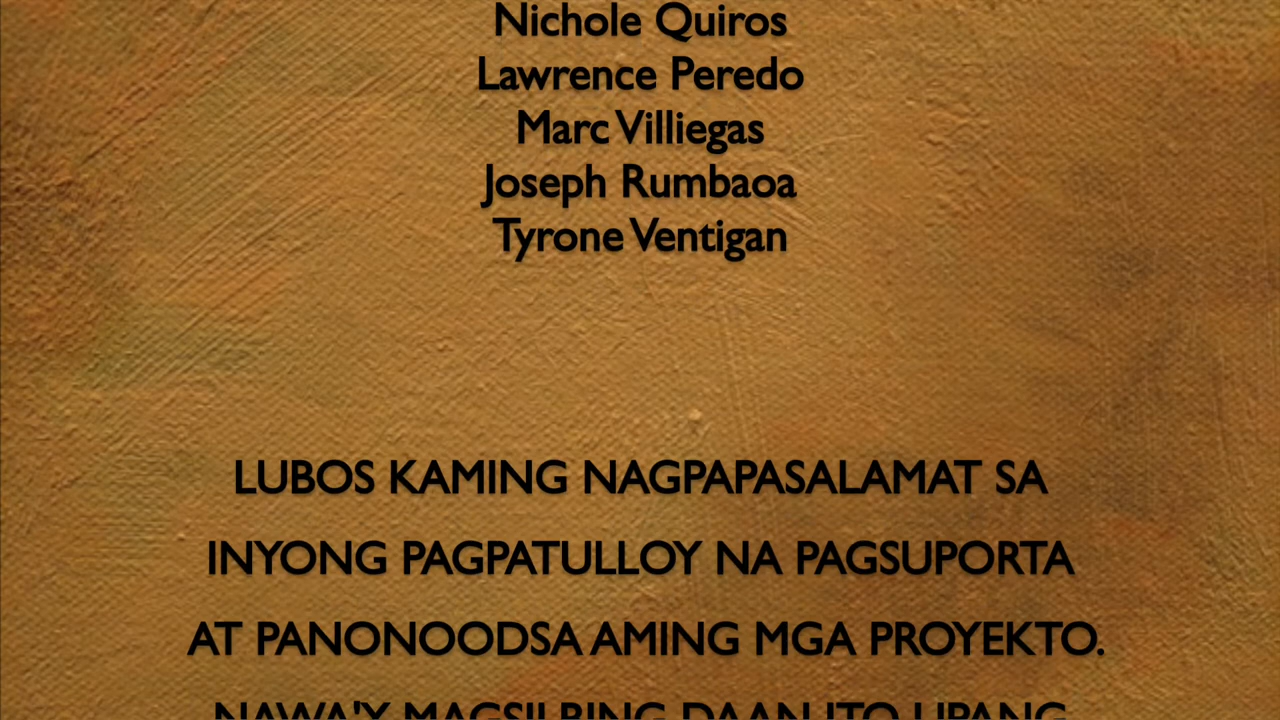 Nichole Quiros
Lawrence Peredo
Marc Villiegas
Joseph Rumbaoa
Tyrone Ventigan
LUBOS KAMING NAGPAPASALAMAT SA
INYONG PAGPATULLOY NA PAGSUPORTA
AT PANONOODSA AMING MGA PROYEKTO.
NAWA'Y MAGSILBING DAAN ITO UPANG